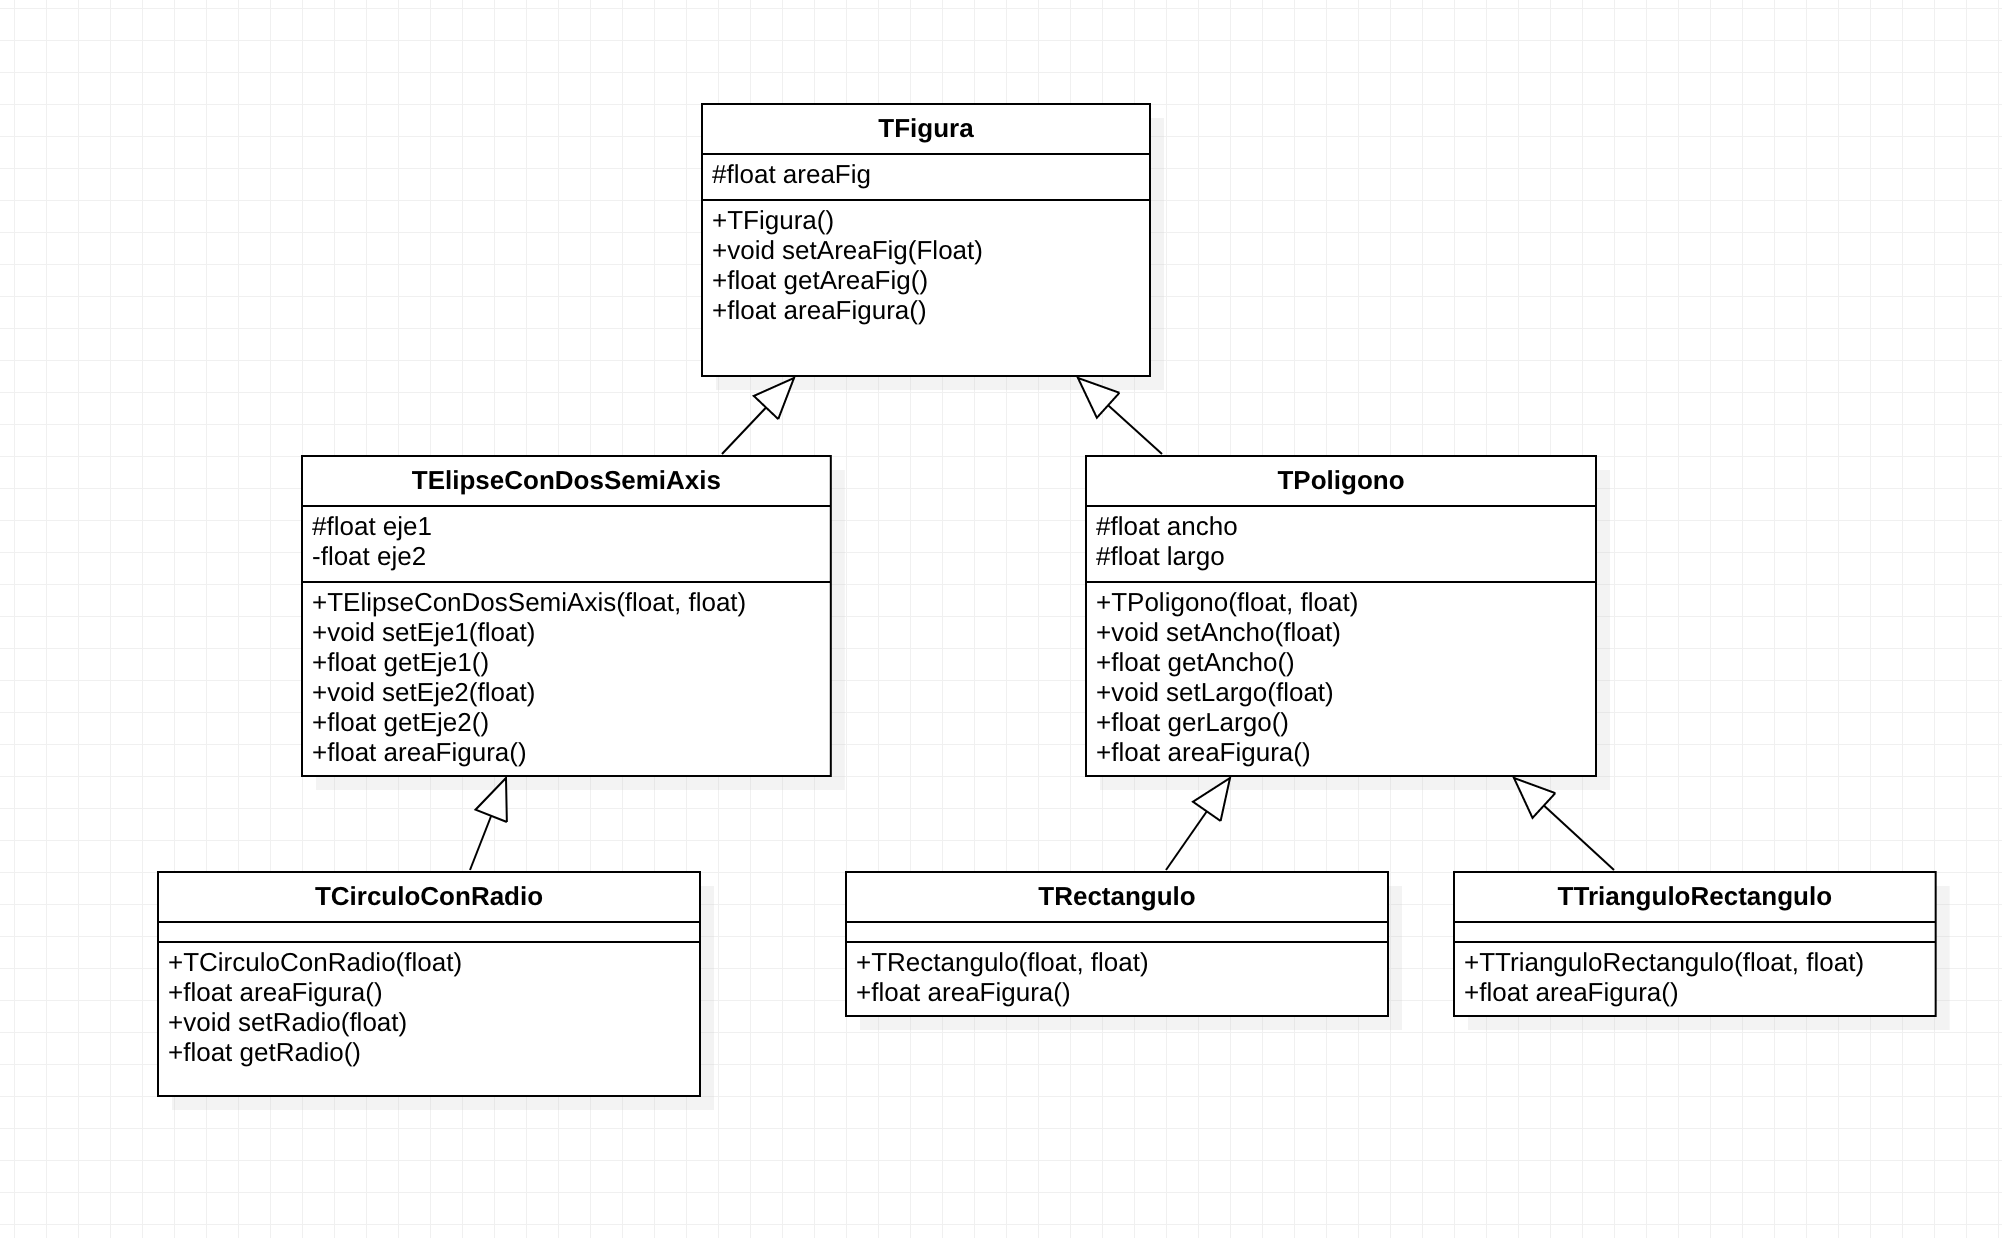 TFigura
#float areaFig
+TFigura()
+void setAreaFig(Float)
+float getAreaFig()
+float areaFigura()
TElipseConDosSemiAxis
#float eje1
-float eje2
+TElipseConDosSemiAxis(float, float)
+void setEje1(float)
+float getEje1()
+void setEje2(float)
+float getEje2()
+float areaFigura()
TPoligono
#float ancho
#float largo
+TPoligono(float, float)
+void setAncho(float)
+float getAncho()
+void setLargo(float)
+float gerLargo()
+float areaFigura()
TCirculoConRadio
+TCirculoConRadio(float)
+float areaFigura()
+void setRadio(float)
+float getRadio()
TRectangulo
+TRectangulo(float, float)
+float areaFigura()
TTrianguloRectangulo
+TTrianguloRectangulo(float, float)
+float areaFigura()